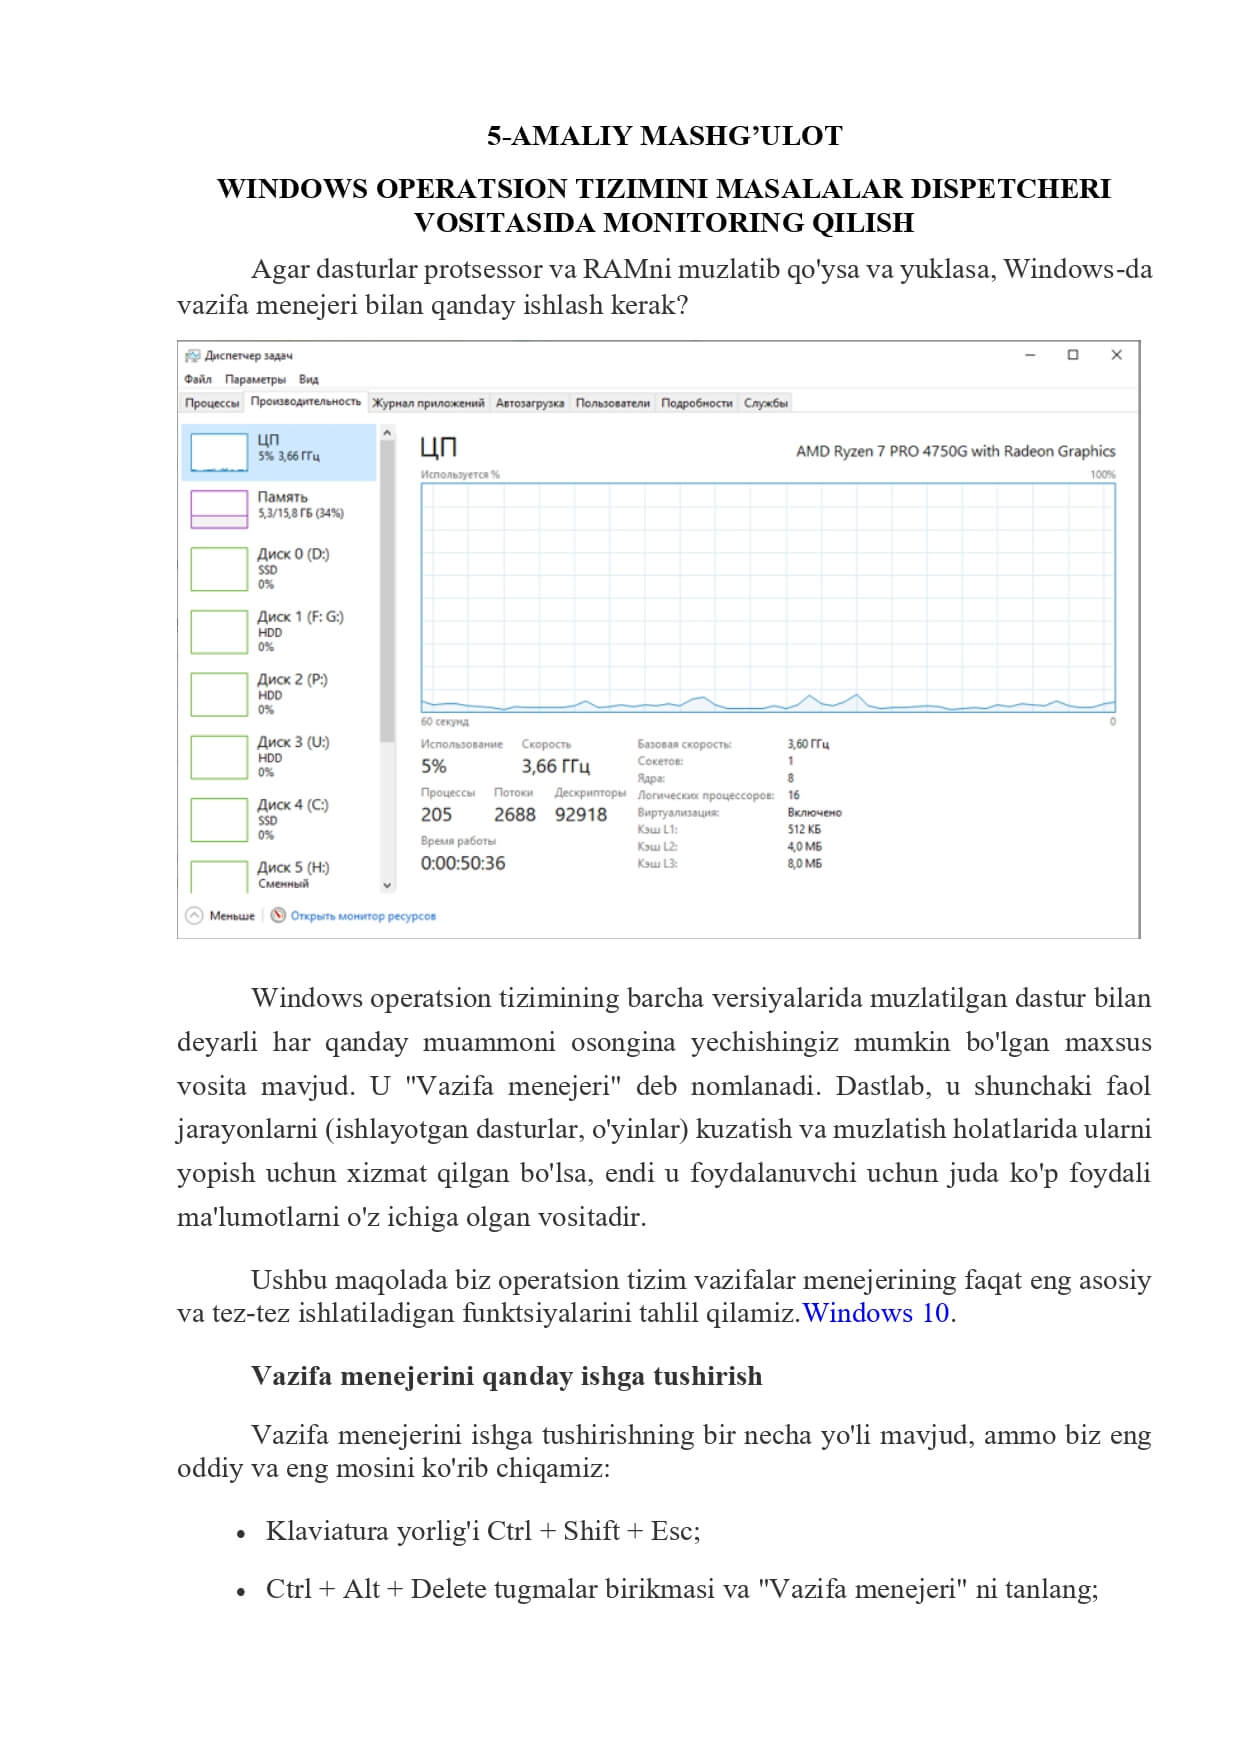 5-AMALIY MASHG’ULOT
WINDOWS OPERATSION TIZIMINI MASALALAR DISPETCHERI
VOSITASIDA MONITORING QILISH
Agar dasturlar protsessor va RAMni muzlatib qo'ysa va yuklasa, Windows-da
vazifa menejeri bilan qanday ishlash kerak?
Диспетчер задач
Файл Параметры Вид
Процессы Производительность Журнал приложений Автозагрузка Пользователи Подробности Службы
ЦП
5% 3,66 ГГц
Память
5,3/15,8 ГБ (34%)
Диск 0 (D:)
SSD
0%
Диск 1 (F: G:)
HDD
0%
Диск 2 (P:)
HDD
0%
Диск 3 (U:)
HDD
0%
Диск 4 (C:)
SSD
0%
Диск 5 (H:)
Сменный
ЦП
AMD Ryzen 7 PRO 4750G with Radeon Graphics
Используется %
100%
60 секунд
0
Использование Скорость
5% 3,66 ГГц
Процессы Потоки Дескрипторы
205 2688 92918
Время работы
0:00:50:36
Базовая скорость: 3,60 ГГц
Сокетов: 1
Ядра: 8
Логических процессоров: 16
Виртуализация: Включено
Кэш L1: 512 КБ
Кэш L2: 4,0 МБ
Кэш L3: 8,0 МБ
Меньше Открыть монитор ресурсов
Windows operatsion tizimining barcha versiyalarida muzlatilgan dastur bilan
deyarli har qanday muammoni osongina yechishingiz mumkin bo'lgan maxsus
vosita mavjud. U "Vazifa menejeri" deb nomlanadi. Dastlab, u shunchaki faol
jarayonlarni (ishlayotgan dasturlar, o'yinlar) kuzatish va muzlatish holatlarida ularni
yopish uchun xizmat qilgan bo'lsa, endi u foydalanuvchi uchun juda ko'p foydali
ma'lumotlarni o'z ichiga olgan vositadir.
Ushbu maqolada biz operatsion tizim vazifalar menejerining faqat eng asosiy
va tez-tez ishlatiladigan funktsiyalarini tahlil qilamiz.Windows 10.
Vazifa menejerini qanday ishga tushirish
Vazifa menejerini ishga tushirishning bir necha yo'li mavjud, ammo biz eng
oddiy va eng mosini ko'rib chiqamiz:
• Klaviatura yorlig'i Ctrl + Shift + Esc;
• Ctrl + Alt + Delete tugmalar birikmasi va "Vazifa menejeri" ni tanlang;